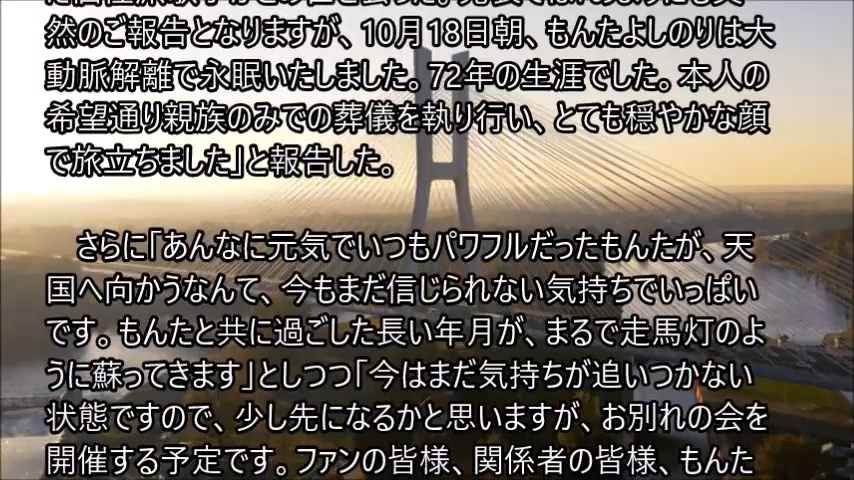 然のご報告となりますが、10月18日朝、もんたよしのりは大
動脈解離で永眠いたしました。72年の生涯でした。本人の
希望通り親族のみでの葬儀を執り行い、とても穏やかな顔
で旅立ちました」と報告した。
さらに「あんなに元気でいつもパワフルだったもんたが、天
国へ向かうなんて、今もまだ信じられない気持ちでいっぱい
です。もんたと共に過ごした長い年月が、まるで走馬灯のよ
うに蘇ってきます」としつつ「今はまだ気持ちが追いつかない
状態ですので、少し先になるかと思いますが、お別れの会を
開催する予定です。ファンの皆様、関係者の皆様、もんた